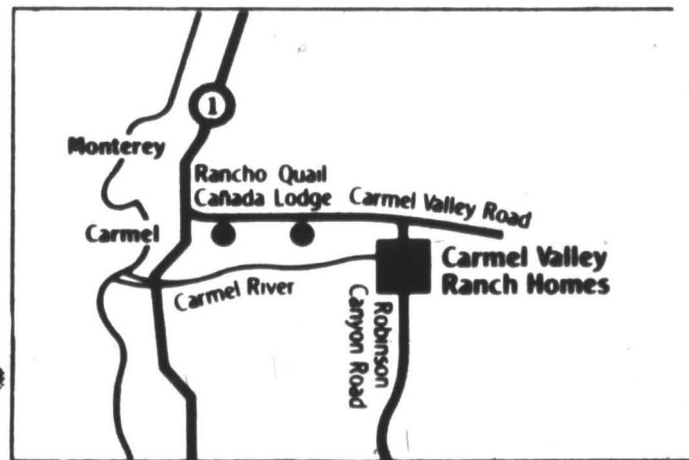 1
Monterey
Rancho Quail
Cañada Lodge
Carmel Valley Road
Carmel
Carmel Valley
Ranch Homes
Carmel River
Robinson
Canyon Road